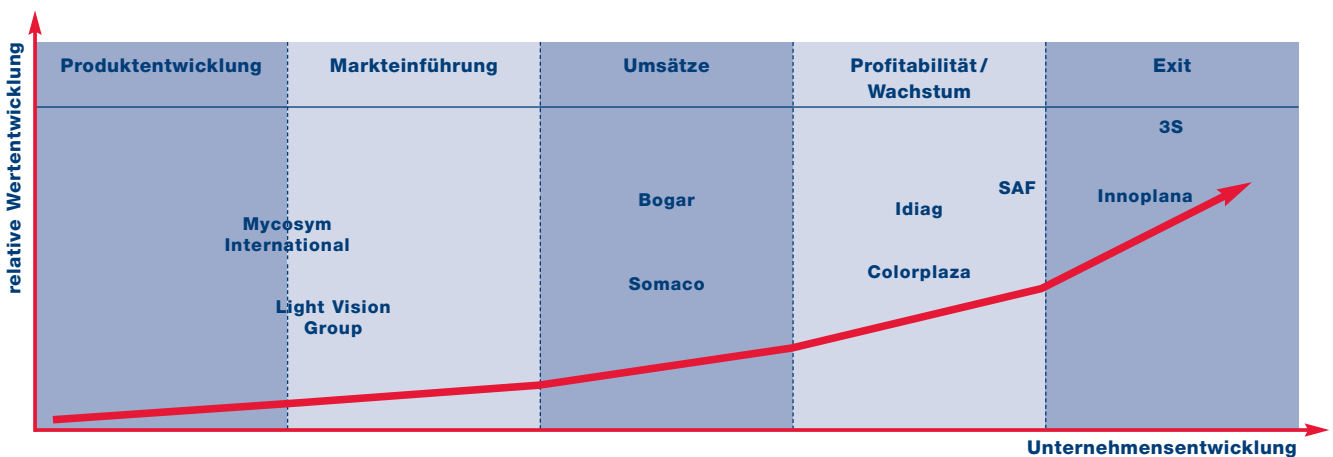 relative Wertentwicklung
Produktentwicklung
Markteinführung
Umsätze
Profitabilität/
Wachstum
Exit
3S
SAF
Innoplana
Bogar
Idiag
Mycosym
International
Colorplaza
Somaco
Light Vision
Group
Unternehmensentwicklung